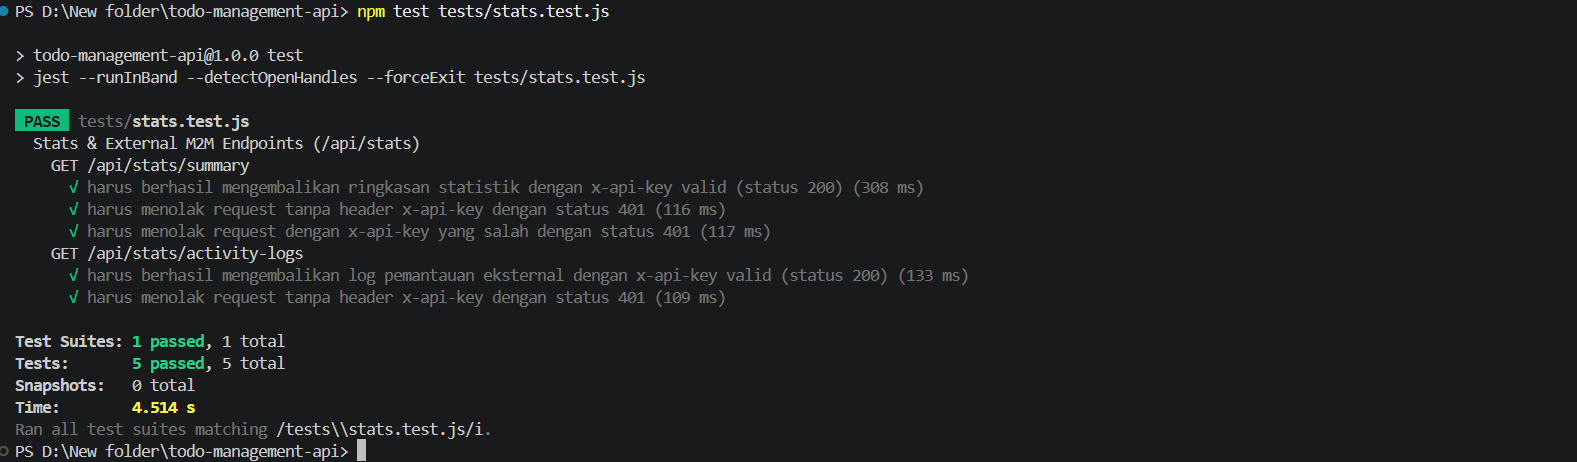 PS D:\New folder\todo-management-api> npm test tests/stats.test.js
> todo-management-api@1.0.0 test
> jest --runInBand --detectOpenHandles --forceExit tests/stats.test.js
PASS tests/stats.test.js
Stats & External M2M Endpoints (/api/stats)
GET /api/stats/summary
√ harus berhasil mengembalikan ringkasan statistik dengan x-api-key valid (status 200) (308 ms)
√ harus menolak request tanpa header x-api-key dengan status 401 (116 ms)
√ harus menolak request dengan x-api-key yang salah dengan status 401 (117 ms)
GET /api/stats/activity-logs
√ harus berhasil mengembalikan log pemantauan eksternal dengan x-api-key valid (status 200) (133 ms)
√ harus menolak request tanpa header x-api-key dengan status 401 (109 ms)
Test Suites: 1 passed, 1 total
Tests: 5 passed, 5 total
Snapshots: 0 total
Time: 4.514 s
Ran all test suites matching /tests\\stats.test.js/i.
PS D:\New folder\todo-management-api>